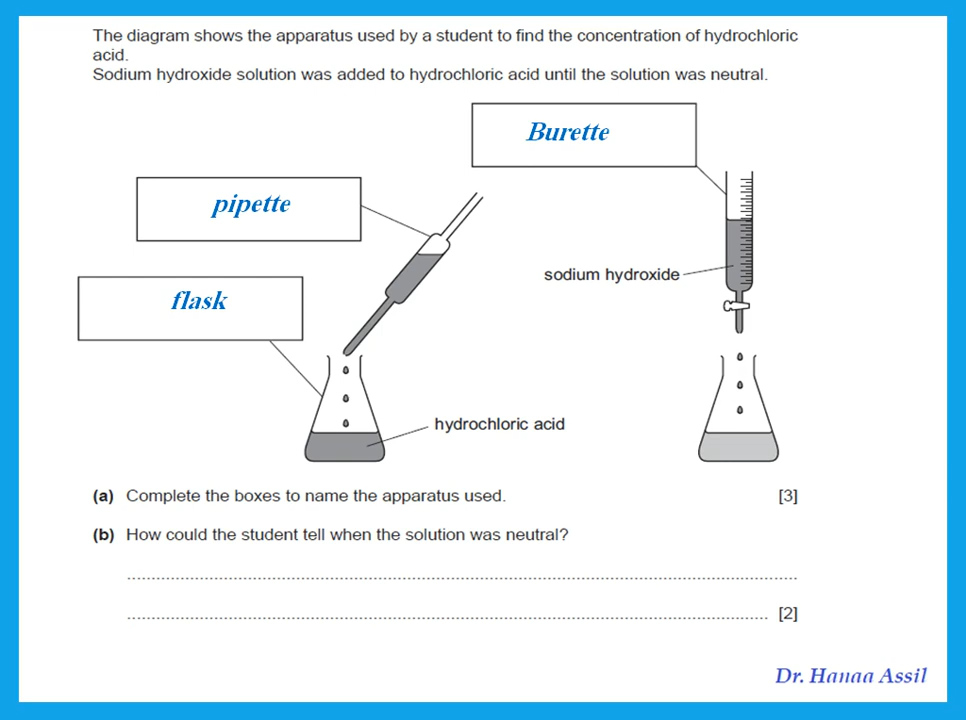 The diagram shows the apparatus used by a student to find the concentration of hydrochloric
acid.
Sodium hydroxide solution was added to hydrochloric acid until the solution was neutral.
Burette
pipette
sodium hydroxide
flask
hydrochloric acid
(a) Complete the boxes to name the apparatus used. [3]
(b) How could the student tell when the solution was neutral?
[2]
Dr. Hanaa Assil